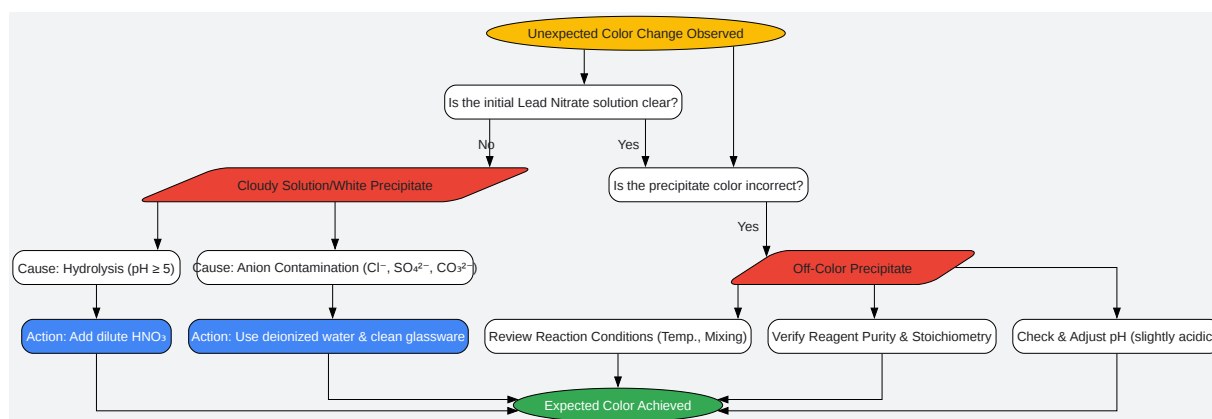 Unexpected Color Change Observed
Is the initial Lead Nitrate solution clear?
No
Yes
Cloudy Solution/White Precipitate
Is the precipitate color incorrect?
Yes
Cause: Hydrolysis (pH ≥ 5)
Cause: Anion Contamination (Cl⁻, SO₄²⁻, CO₃²⁻)
Off-Color Precipitate
Action: Add dilute HNO₃
Action: Use deionized water & clean glassware
Review Reaction Conditions (Temp., Mixing)
Verify Reagent Purity & Stoichiometry
Check & Adjust pH (slightly acidic
Expected Color Achieved